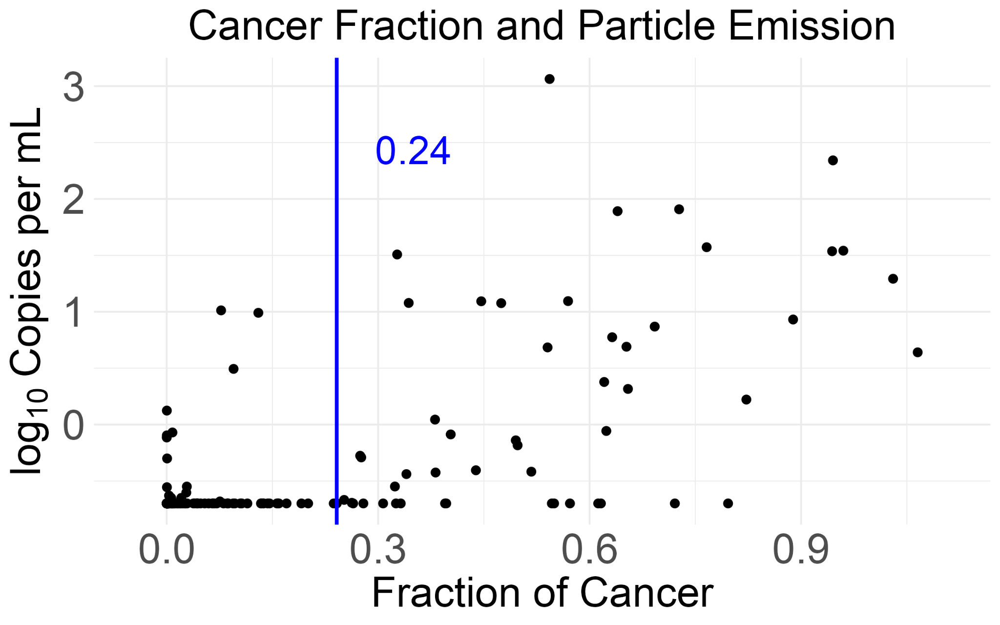 Cancer Fraction and Particle Emission
log₁₀ Copies per mL
3
2
1
0
0.24
0.0 0.3 0.6 0.9
Fraction of Cancer